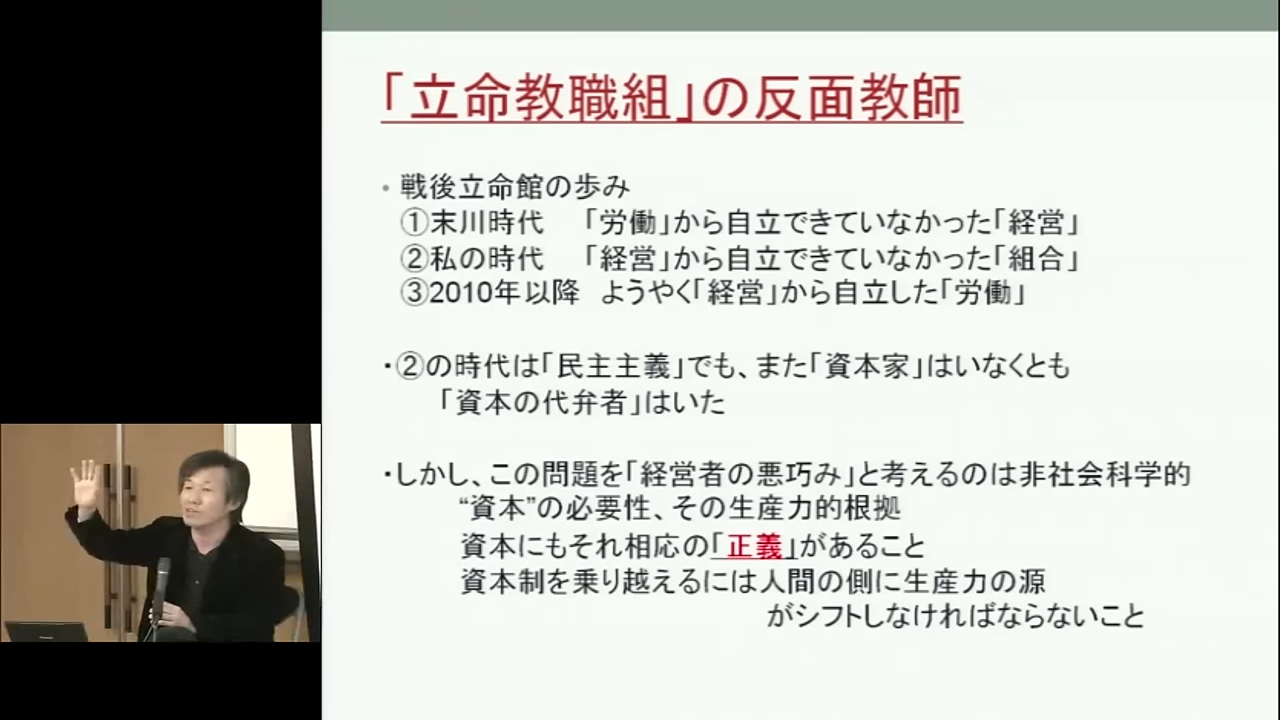 「立命教職組」の反面教師
• 戦後立命館の歩み
①末川時代　「労働」から自立できていなかった「経営」
②私の時代　「経営」から自立できていなかった「組合」
③2010年以降　ようやく「経営」から自立した「労働」
・②の時代は「民主主義」でも、また「資本家」はいなくとも
「資本の代弁者」はいた
・しかし、この問題を「経営者の悪巧み」と考えるのは非社会科学的
“資本”の必要性、その生産力的根拠
資本にもそれ相応の「正義」があること
資本制を乗り越えるには人間の側に生産力の源
がシフトしなければならないこと